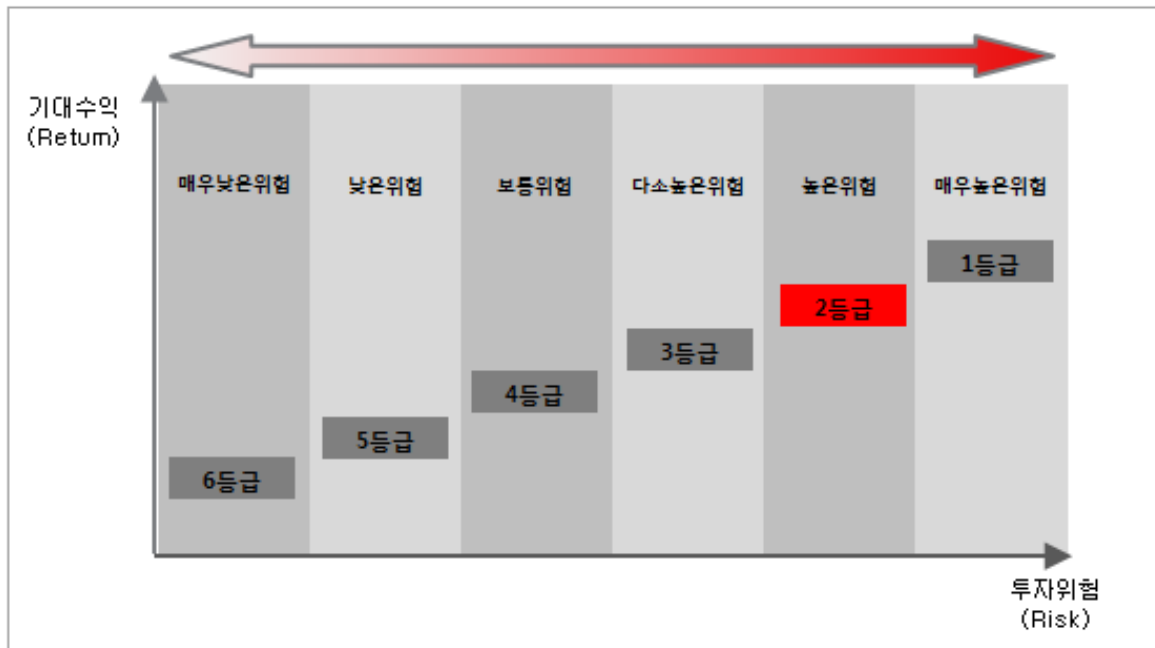 기대수익
(Return)
매우낮은위험 낮은위험 보통위험 다소높은위험 높은위험 매우높은위험
1등급
2등급
3등급
4등급
5등급
6등급
투자위험
(Risk)